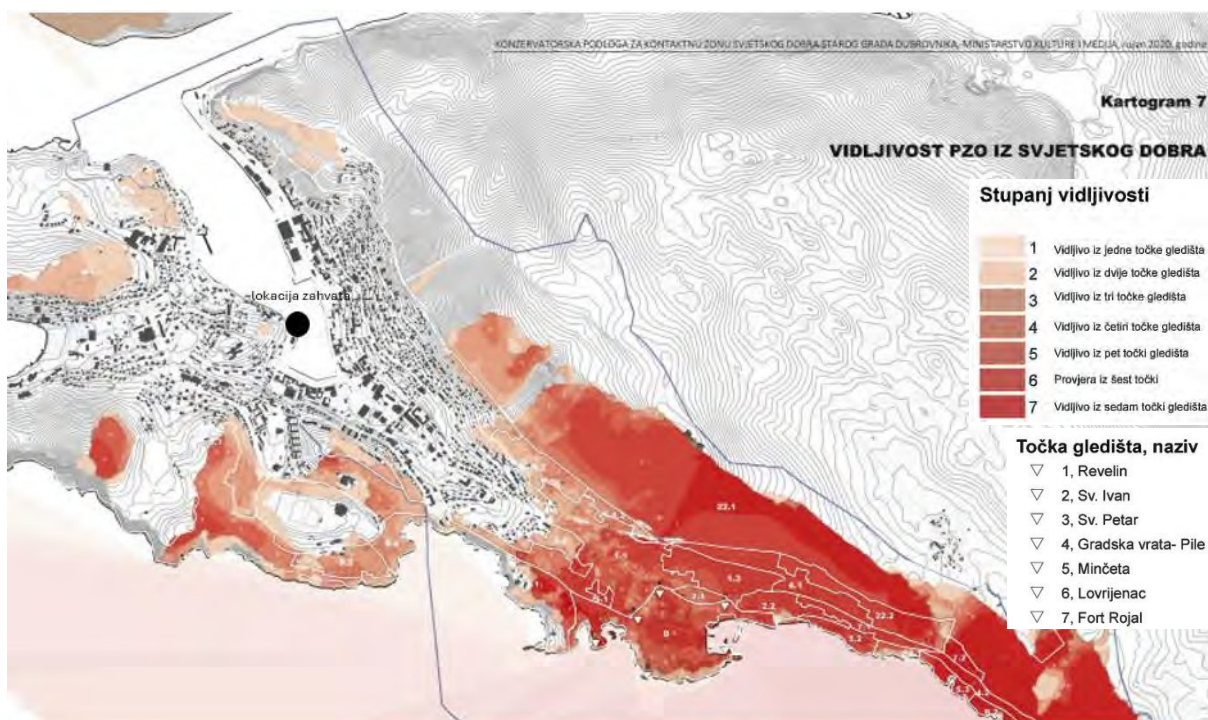 KONZERVATORSKA PODLOGA ZA KONTAKTNU ZONU SVJETSKOG DOBRA STAROG GRADA DUBROVNIKA, MINISTARSTVO KULTURE I MEDIJA, rujan 2020. godine
Kartogram 7
VIDLJIVOST PZO IZ SVJETSKOG DOBRA
Stupanj vidljivosti
1 Vidljivo iz jedne točke gledišta
2 Vidljivo iz dvije točke gledišta
3 Vidljivo iz tri točke gledišta
4 Vidljivo iz četiri točke gledišta
5 Vidljivo iz pet točki gledišta
6 Provjera iz šest točki
7 Vidljivo iz sedam točki gledišta
Točka gledišta, naziv
1, Revelin
2, Sv. Ivan
3, Sv. Petar
4, Gradska vrata- Pile
5, Minčeta
6, Lovrijenac
7, Fort Rojal
lokacija zahvata
22.1
22.2